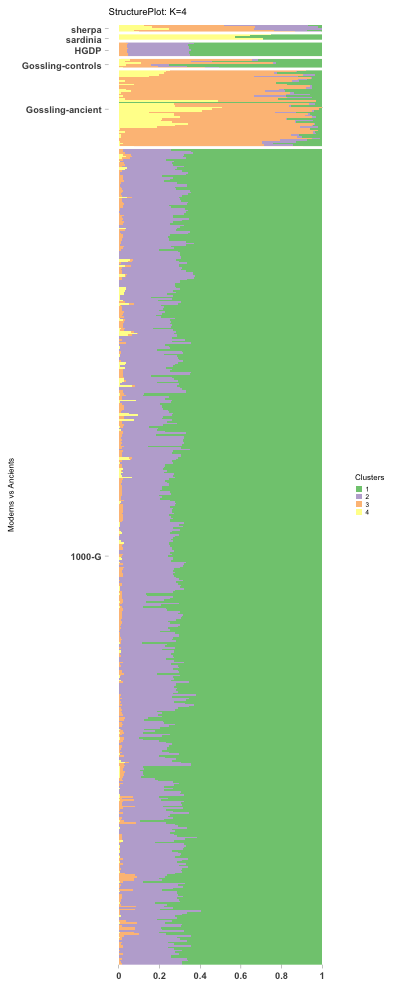 StructurePlot: K=4
sherpa
sardinia
HGDP
Gossling-controls
Gossling-ancient
Moderns vs Ancients
1000-G
Clusters
1
2
3
4
0 0.2 0.4 0.6 0.8 1